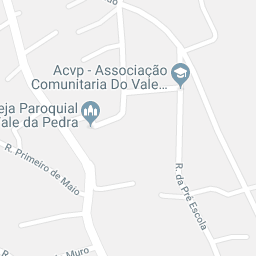 Acvp - Associação
Comunitaria Do Vale...
eja Paroquial
ale da Pedra
R. Primeiro de Maio
R. da Pré Escola
Muro